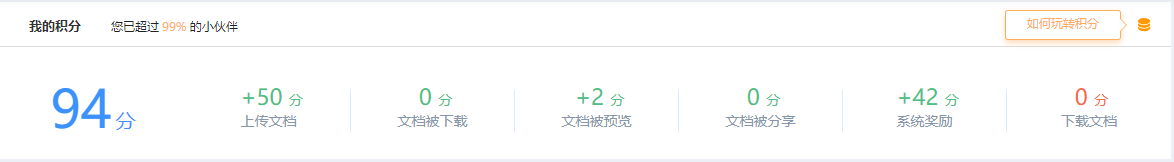 我的积分 您已超过 99% 的小伙伴 如何玩转积分
94 分 +50 分 0 分 +2 分 0 分 +42 分 0 分
上传文档 文档被下载 文档被预览 文档被分享 系统奖励 下载文档